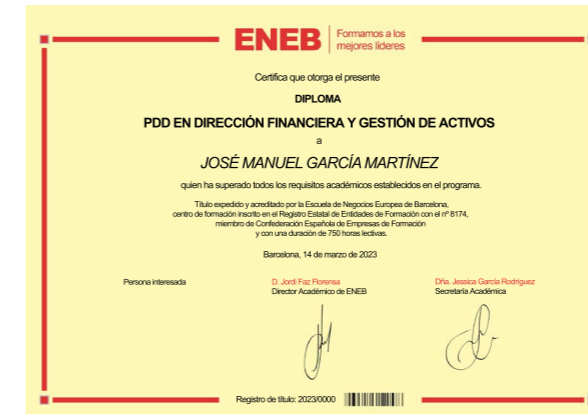 ENEB
Formamos a los
mejores líderes
Certifica que otorga el presente
DIPLOMA
PDD EN DIRECCIÓN FINANCIERA Y GESTIÓN DE ACTIVOS
a
JOSÉ MANUEL GARCÍA MARTÍNEZ
quien ha superado todos los requisitos académicos establecidos en el programa.
Título expedido y acreditado por la Escuela de Negocios Europea de Barcelona,
centro de formación inscrito en el Registro Estatal de Entidades de Formación con el nº 8174,
miembro de Confederación Española de Empresas de Formación
y con una duración de 750 horas lectivas.
Barcelona, 14 de marzo de 2023
Persona interesada
D. Jordi Faz Florensa
Director Académico de ENEB
Dña. Jessica García Rodríguez
Secretaría Académica
Registro de título: 2023/0000